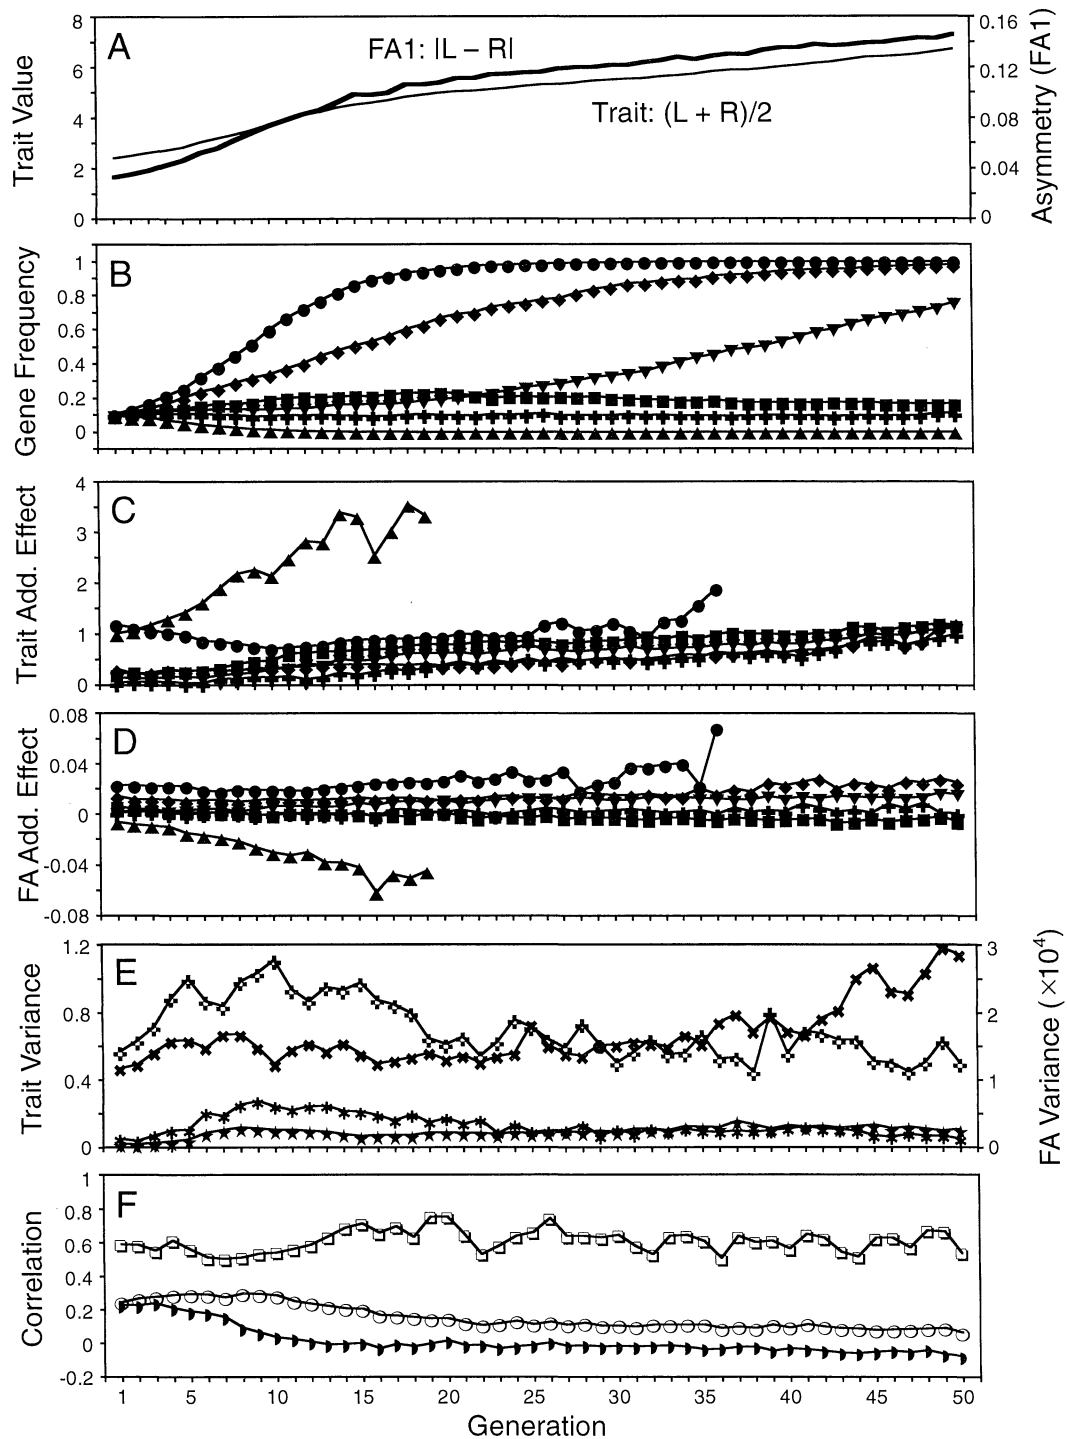 A
FA1: |L – R|
Trait: (L + R)/2
Trait Value
8
6
4
2
0
Asymmetry (FA1)
0.16
0.12
0.08
0.04
0
B
Gene Frequency
1
0.8
0.6
0.4
0.2
0
C
Trait Add. Effect
4
3
2
1
0
D
FA Add. Effect
0.08
0.04
0
-0.04
-0.08
E
Trait Variance
1.2
0.8
0.4
0
FA Variance (×10⁴)
3
2
1
0
F
Correlation
1
0.8
0.6
0.4
0.2
0
-0.2
1 5 10 15 20 25 30 35 40 45 50
Generation